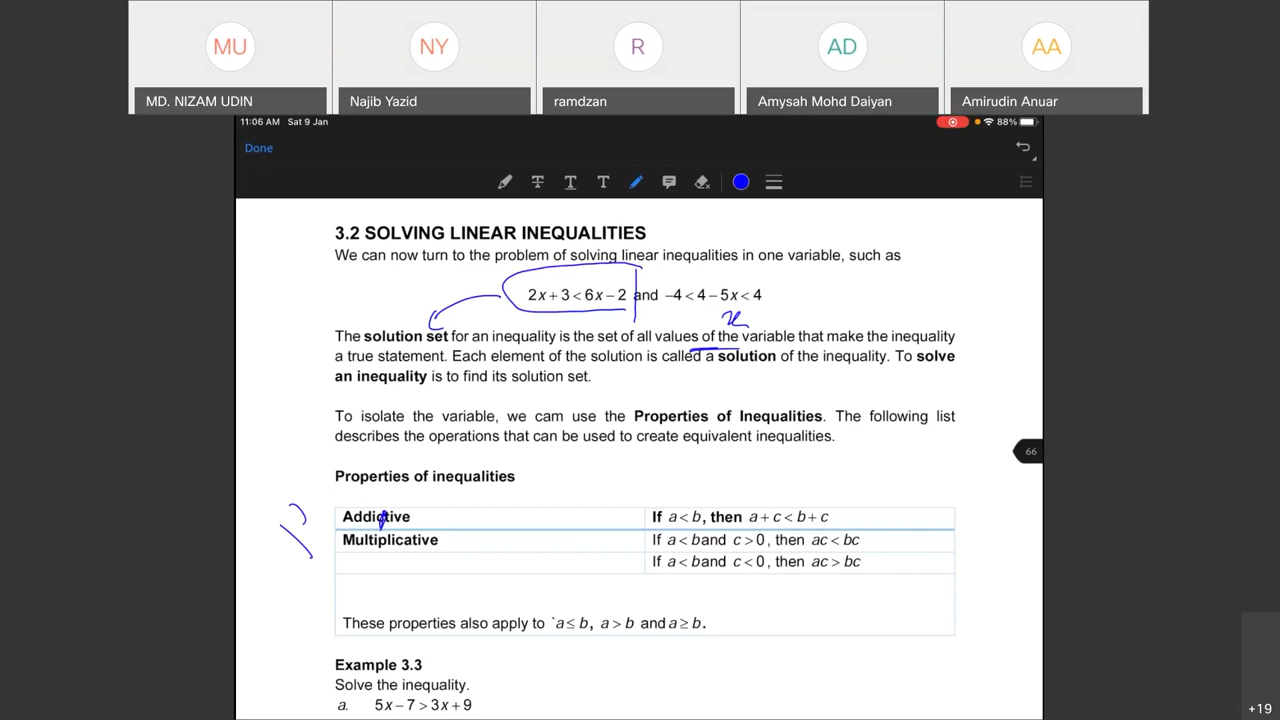 MU NY R AD AA
MD. NIZAM UDIN Najib Yazid ramdzan Amysah Mohd Daiyan Amirudin Anuar
11:06 AM Sat 9 Jan 88%
Done
T T T
3.2 SOLVING LINEAR INEQUALITIES
We can now turn to the problem of solving linear inequalities in one variable, such as
2x + 3 < 6x − 2 and −4 < 4 − 5x < 4
x
The solution set for an inequality is the set of all values of the variable that make the inequality
a true statement. Each element of the solution is called a solution of the inequality. To solve
an inequality is to find its solution set.
To isolate the variable, we cam use the Properties of Inequalities. The following list
describes the operations that can be used to create equivalent inequalities.
66
Properties of inequalities
Addictive If a < b, then a + c < b + c
Multiplicative If a < b and c > 0, then ac < bc
If a < b and c < 0, then ac > bc
These properties also apply to `a ≤ b, a > b and a ≥ b.
Example 3.3
Solve the inequality.
a. 5x − 7 > 3x + 9
+19